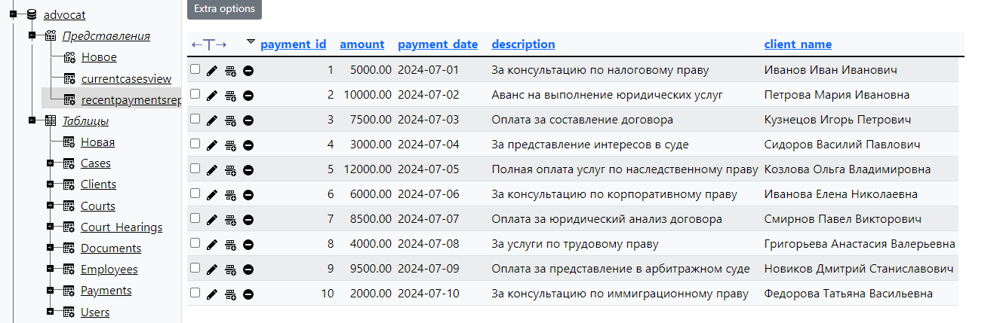 advocat
Представления
Новое
currentcasesview
recentpaymentsrep
Таблицы
Новая
Cases
Clients
Courts
Court_Hearings
Documents
Employees
Payments
Users
Extra options
←T→ payment_id amount payment_date description client_name
1 5000.00 2024-07-01 За консультацию по налоговому праву Иванов Иван Иванович
2 10000.00 2024-07-02 Аванс на выполнение юридических услуг Петрова Мария Ивановна
3 7500.00 2024-07-03 Оплата за составление договора Кузнецов Игорь Петрович
4 3000.00 2024-07-04 За представление интересов в суде Сидоров Василий Павлович
5 12000.00 2024-07-05 Полная оплата услуг по наследственному праву Козлова Ольга Владимировна
6 6000.00 2024-07-06 За консультацию по корпоративному праву Иванова Елена Николаевна
7 8500.00 2024-07-07 Оплата за юридический анализ договора Смирнов Павел Викторович
8 4000.00 2024-07-08 За услуги по трудовому праву Григорьева Анастасия Валерьевна
9 9500.00 2024-07-09 Оплата за представление в арбитражном суде Новиков Дмитрий Станиславович
10 2000.00 2024-07-10 За консультацию по иммиграционному праву Федорова Татьяна Васильевна